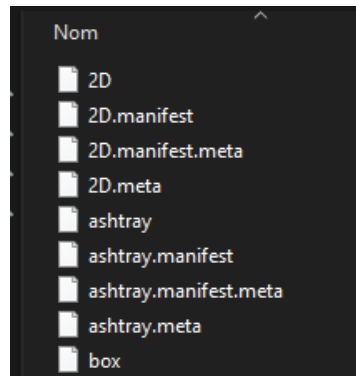 Nom
2D
2D.manifest
2D.manifest.meta
2D.meta
ashtray
ashtray.manifest
ashtray.manifest.meta
ashtray.meta
box